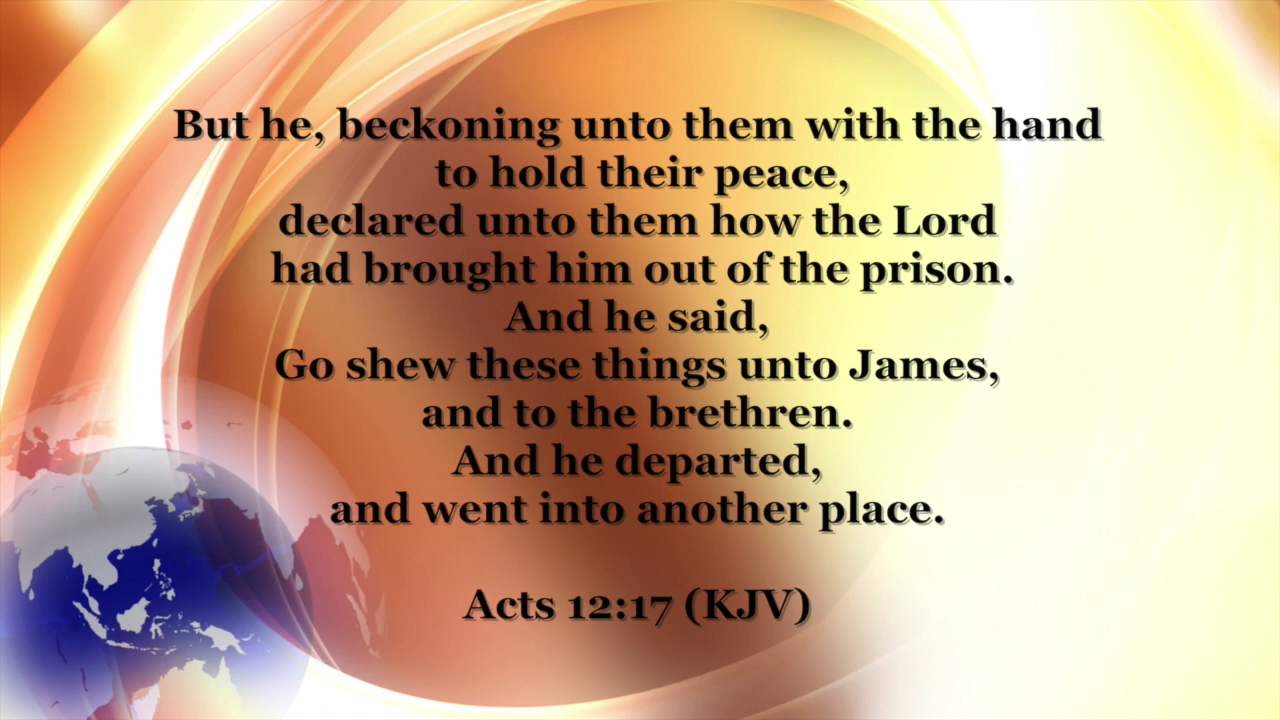 But he, beckoning unto them with the hand
to hold their peace,
declared unto them how the Lord
had brought him out of the prison.
And he said,
Go shew these things unto James,
and to the brethren.
And he departed,
and went into another place.
Acts 12:17 (KJV)